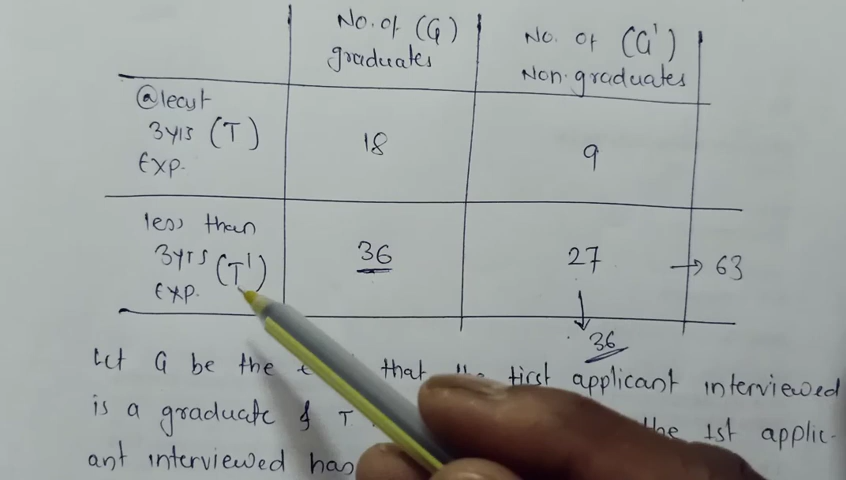 No. of (G)
graduates
No. of (G')
Non-graduates
@least
3yrs (T)
Exp.
18
9
less than
3yrs (T')
Exp.
36
27
→ 63
36
Let G be the that the first applicant interviewed
is a graduate & T the 1st applic-
ant interviewed has